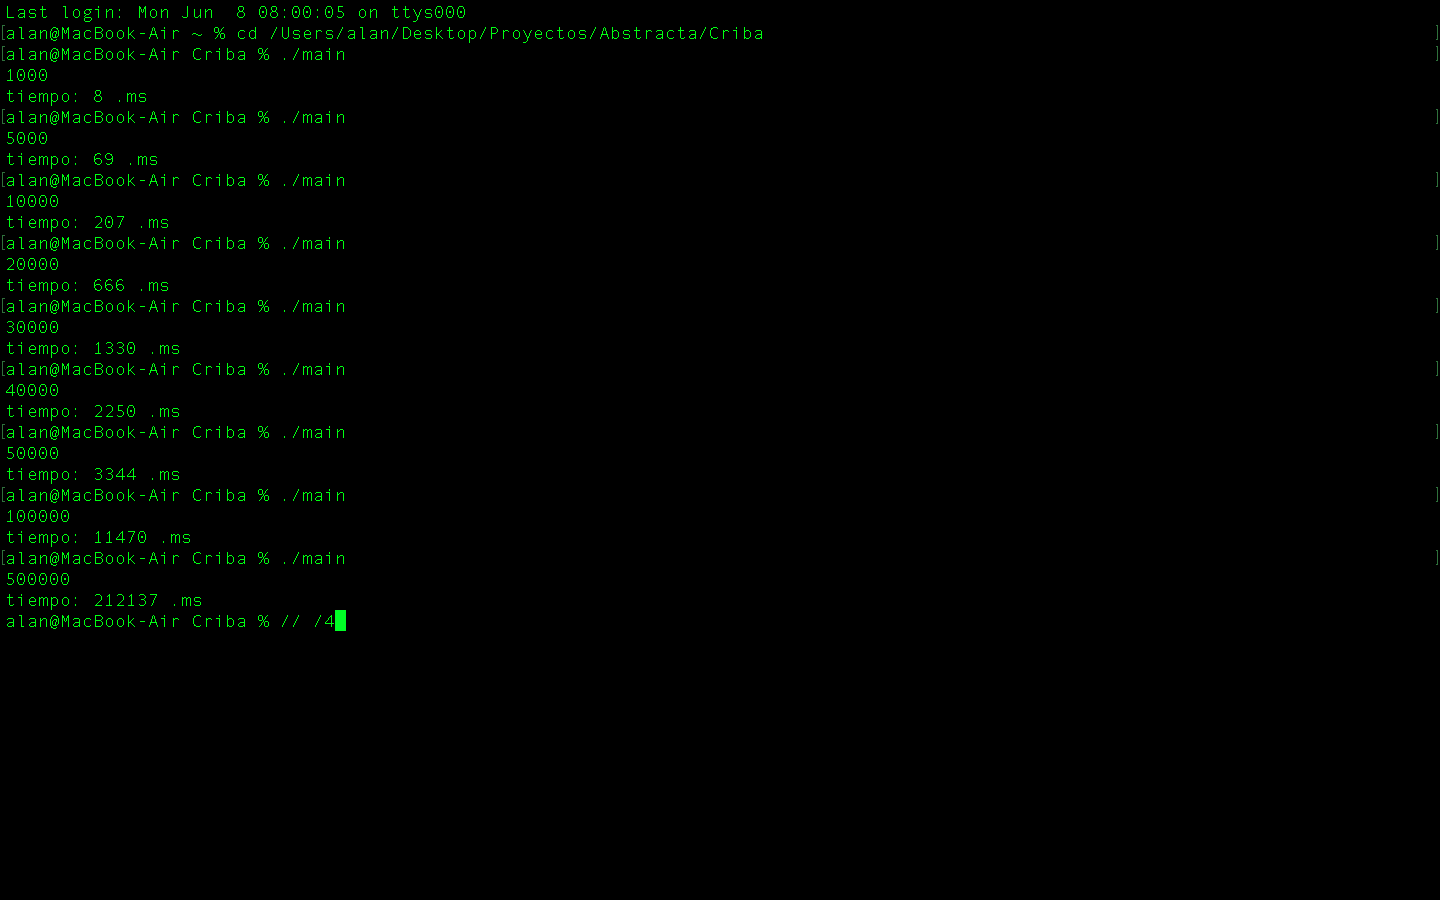 Last login: Mon Jun  8 08:00:05 on ttys000
[alan@MacBook-Air ~ % cd /Users/alan/Desktop/Proyectos/Abstracta/Criba ]
[alan@MacBook-Air Criba % ./main ]
1000
tiempo: 8 .ms
[alan@MacBook-Air Criba % ./main ]
5000
tiempo: 69 .ms
[alan@MacBook-Air Criba % ./main ]
10000
tiempo: 207 .ms
[alan@MacBook-Air Criba % ./main ]
20000
tiempo: 666 .ms
[alan@MacBook-Air Criba % ./main ]
30000
tiempo: 1330 .ms
[alan@MacBook-Air Criba % ./main ]
40000
tiempo: 2250 .ms
[alan@MacBook-Air Criba % ./main ]
50000
tiempo: 3344 .ms
[alan@MacBook-Air Criba % ./main ]
100000
tiempo: 11470 .ms
[alan@MacBook-Air Criba % ./main ]
500000
tiempo: 212137 .ms
alan@MacBook-Air Criba % // /4